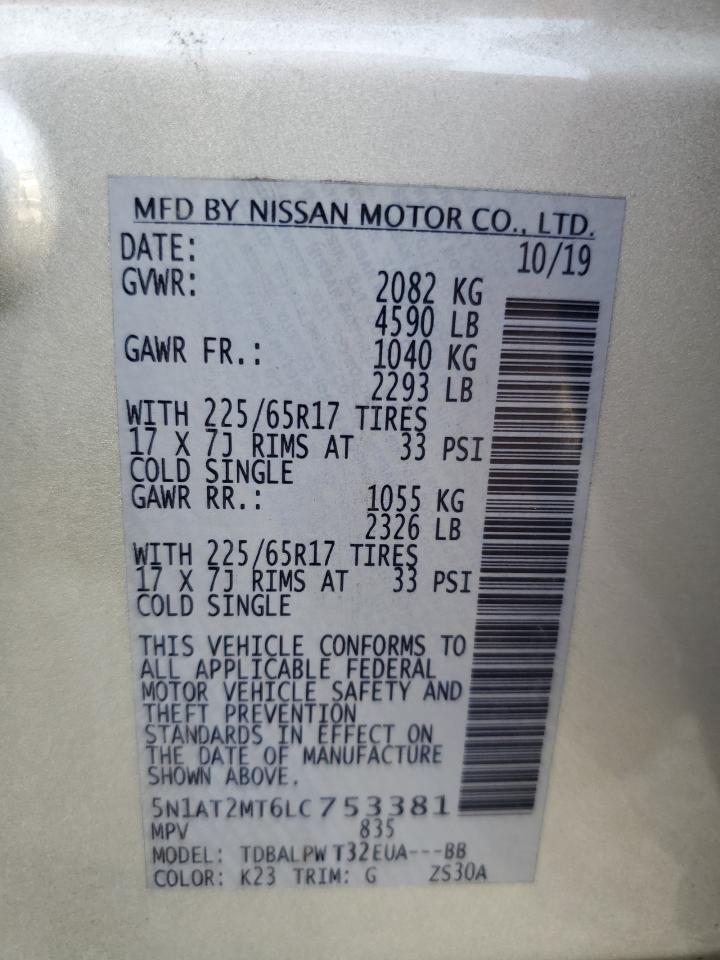 MFD BY NISSAN MOTOR CO., LTD.
DATE: 10/19
GVWR: 2082 KG
4590 LB
GAWR FR.: 1040 KG
2293 LB
WITH 225/65R17 TIRES
17 X 7J RIMS AT 33 PSI
COLD SINGLE
GAWR RR.: 1055 KG
2326 LB
WITH 225/65R17 TIRES
17 X 7J RIMS AT 33 PSI
COLD SINGLE
THIS VEHICLE CONFORMS TO
ALL APPLICABLE FEDERAL
MOTOR VEHICLE SAFETY AND
THEFT PREVENTION
STANDARDS IN EFFECT ON
THE DATE OF MANUFACTURE
SHOWN ABOVE.
5N1AT2MT6LC753381
MPV 835
MODEL: TDBALPW T32EUA---BB
COLOR: K23 TRIM: G ZS30A